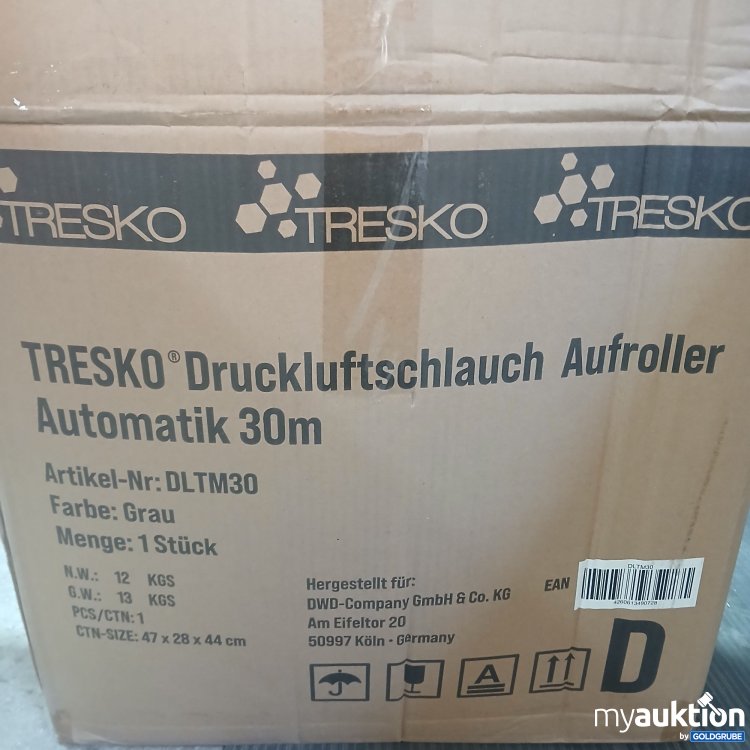 TRESKO TRESKO TRESKO
TRESKO® Druckluftschlauch Aufroller
Automatik 30m
Artikel-Nr: DLTM30
Farbe: Grau
Menge: 1 Stück
N.W.: 12 KGS
G.W.: 13 KGS
PCS/CTN: 1
CTN-SIZE: 47 x 28 x 44 cm
Hergestellt für:
DWD-Company GmbH & Co. KG
Am Eifeltor 20
50997 Köln - Germany
EAN
DLTM30
4260613490728
A
D
myauktion
by GOLDGRUBE